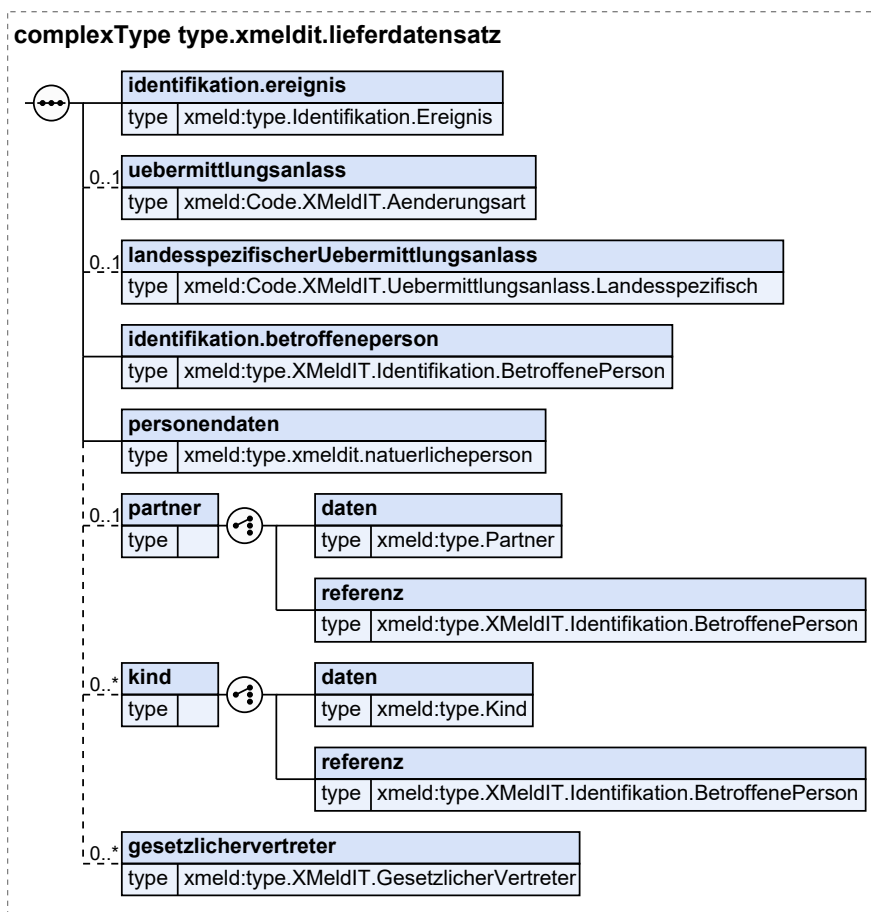 complexType type.xmeldit.lieferdatensatz
identifikation.ereignis
type xmeld:type.Identifikation.Ereignis
0..1 uebermittlungsanlass
type xmeld:Code.XMeldIT.Aenderungsart
0..1 landesspezifischerUebermittlungsanlass
type xmeld:Code.XMeldIT.Uebermittlungsanlass.Landesspezifisch
identifikation.betroffeneperson
type xmeld:type.XMeldIT.Identifikation.BetroffenePerson
personendaten
type xmeld:type.xmeldit.natuerlicheperson
0..1 partner daten
type type xmeld:type.Partner
referenz
type xmeld:type.XMeldIT.Identifikation.BetroffenePerson
0..* kind daten
type type xmeld:type.Kind
referenz
type xmeld:type.XMeldIT.Identifikation.BetroffenePerson
0..* gesetzlichervertreter
type xmeld:type.XMeldIT.GesetzlicherVertreter